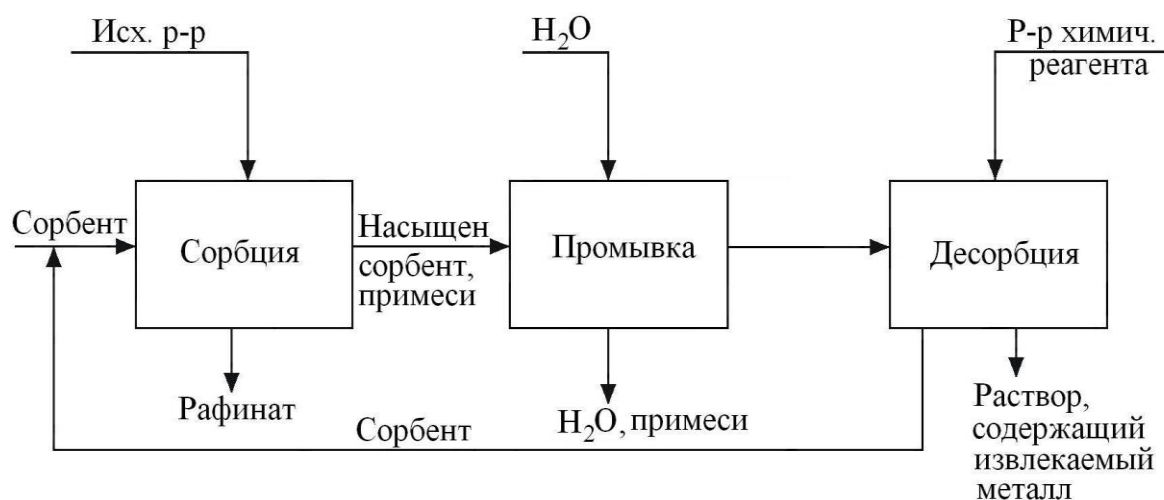 Исх. р-р
H₂O
Р-р химич.
реагента
Сорбент
Сорбция
Насыщен
сорбент,
примеси
Промывка
Десорбция
Рафинат
H₂O, примеси
Сорбент
Раствор,
содержащий
извлекаемый
металл